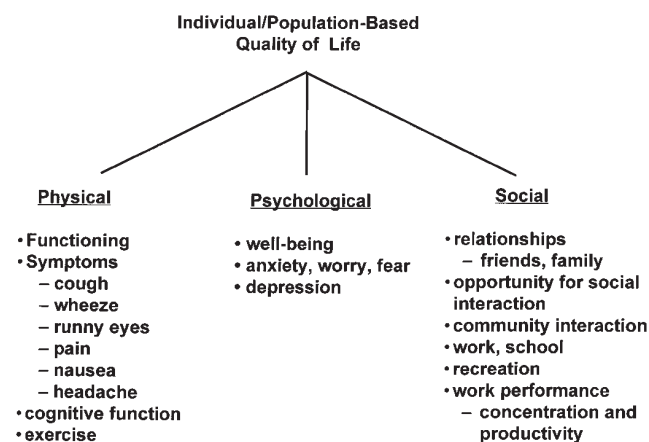 Individual/Population-Based
Quality of Life
Physical
• Functioning
• Symptoms
– cough
– wheeze
– runny eyes
– pain
– nausea
– headache
• cognitive function
• exercise
Psychological
• well-being
• anxiety, worry, fear
• depression
Social
• relationships
– friends, family
• opportunity for social
interaction
• community interaction
• work, school
• recreation
• work performance
– concentration and
productivity